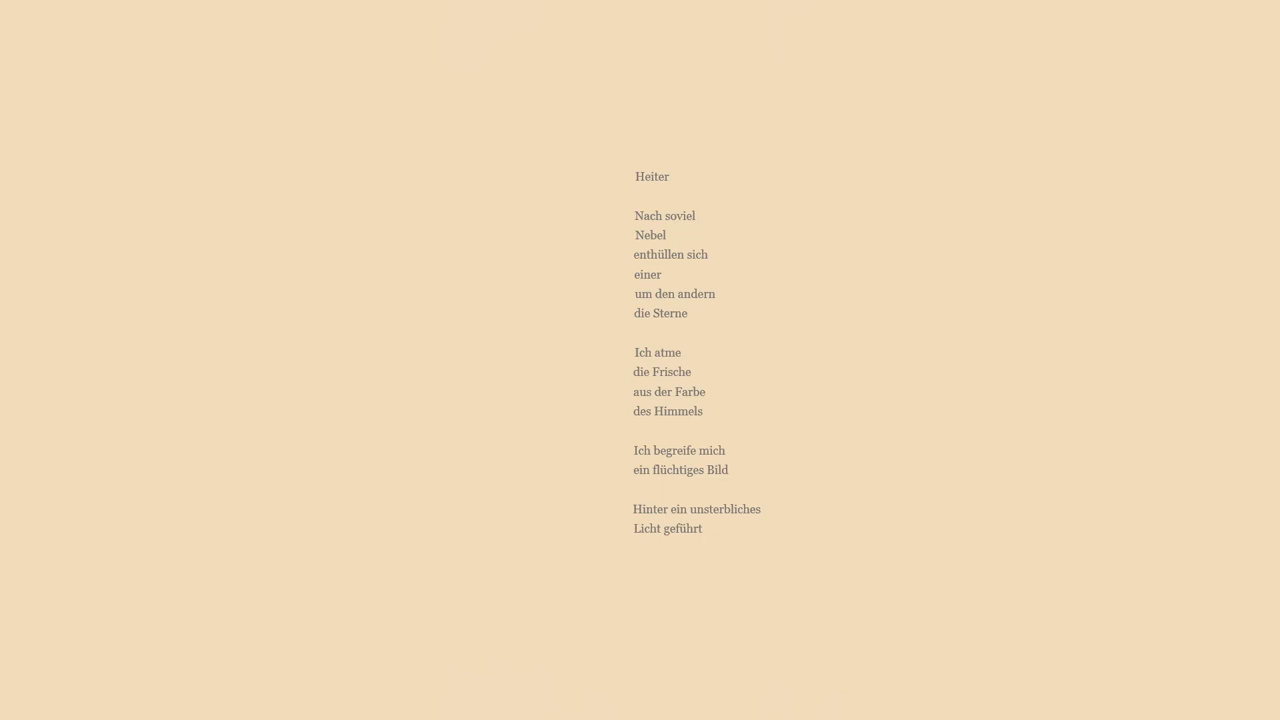 Heiter
Nach soviel
Nebel
enthüllen sich
einer
um den andern
die Sterne
Ich atme
die Frische
aus der Farbe
des Himmels
Ich begreife mich
ein flüchtiges Bild
Hinter ein unsterbliches
Licht geführt